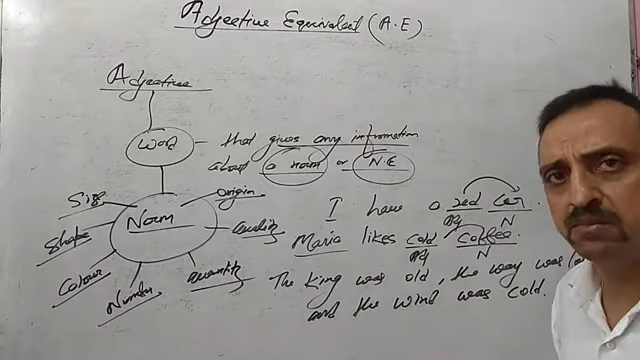 Adjective Equivalent (A.E)
Adjective
Word – that gives any information
about a noun or N.E
Size
Shape
Colour
Number
Noun
Origin
Quality
Quantity
I have a red car.
Adj N
Maria likes cold coffee.
Adj N
The King was old, the way was
and the wind was cold.